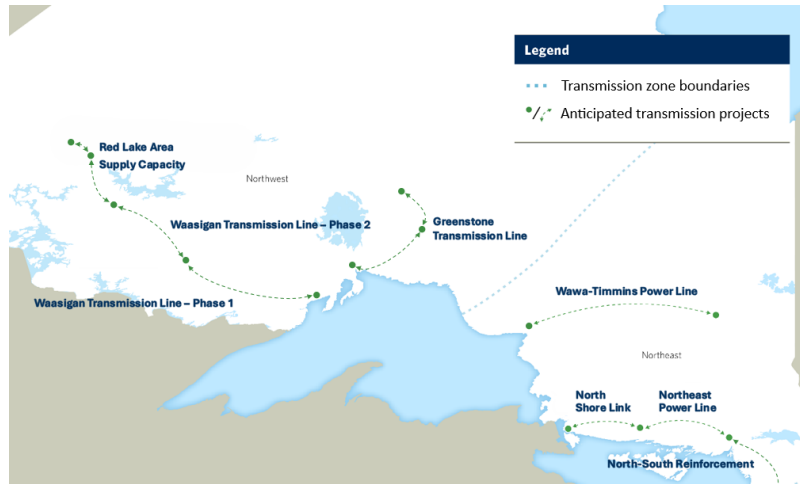 Legend
Transmission zone boundaries
Anticipated transmission projects
Red Lake Area
Supply Capacity
Northwest
Waasigan Transmission Line – Phase 2
Greenstone
Transmission Line
Waasigan Transmission Line – Phase 1
Wawa-Timmins Power Line
Northeast
North
Shore Link
Northeast
Power Line
North-South Reinforcement